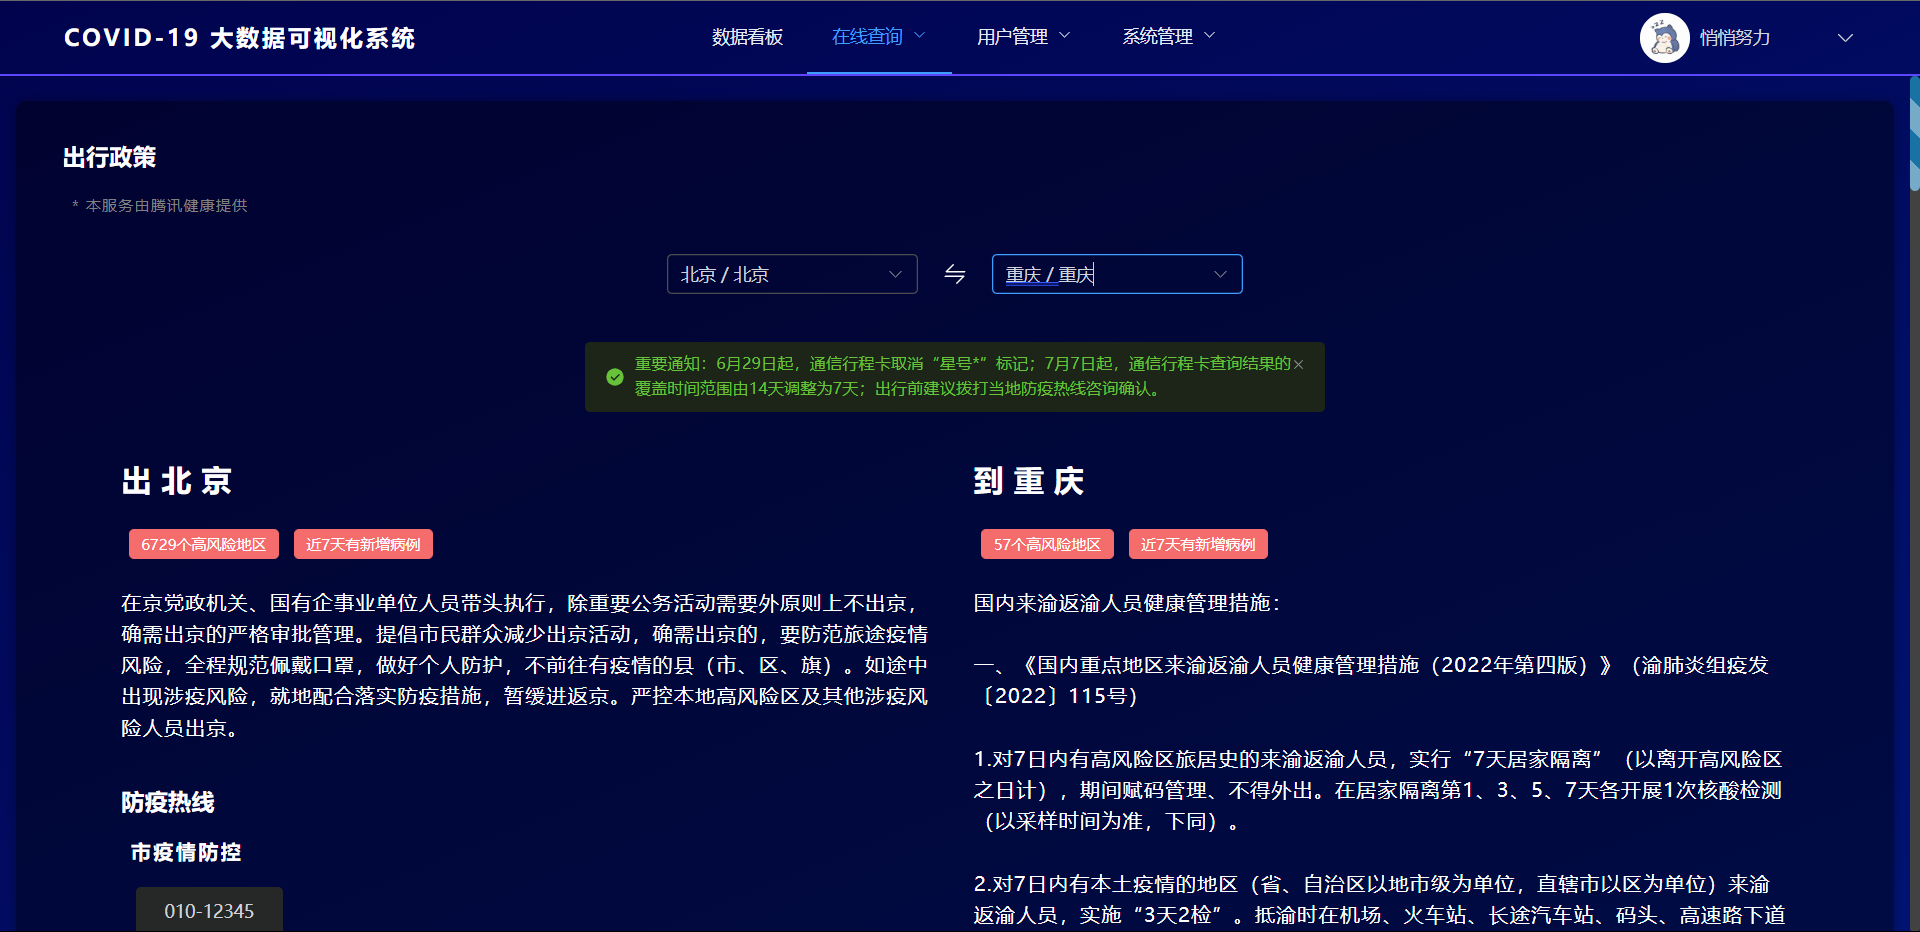 COVID-19 大数据可视化系统
数据看板
在线查询
用户管理
系统管理
悄悄努力
出行政策
* 本服务由腾讯健康提供
北京 / 北京
重庆 / 重庆
重要通知：6月29日起，通信行程卡取消“星号*”标记；7月7日起，通信行程卡查询结果的
覆盖时间范围由14天调整为7天；出行前建议拨打当地防疫热线咨询确认。
出北京
6729个高风险地区
近7天有新增病例
在京党政机关、国有企事业单位人员带头执行，除重要公务活动需要外原则上不出京，
确需出京的严格审批管理。提倡市民群众减少出京活动，确需出京的，要防范旅途疫情
风险，全程规范佩戴口罩，做好个人防护，不前往有疫情的县（市、区、旗）。如途中
出现涉疫风险，就地配合落实防疫措施，暂缓进返京。严控本地高风险区及其他涉疫风
险人员出京。
防疫热线
市疫情防控
010-12345
到重庆
57个高风险地区
近7天有新增病例
国内来渝返渝人员健康管理措施：
一、《国内重点地区来渝返渝人员健康管理措施（2022年第四版）》（渝肺炎组疫发
〔2022〕115号）
1.对7日内有高风险区旅居史的来渝返渝人员，实行“7天居家隔离”（以离开高风险区
之日计），期间赋码管理、不得外出。在居家隔离第1、3、5、7天各开展1次核酸检测
（以采样时间为准，下同）。
2.对7日内有本土疫情的地区（省、自治区以地市级为单位，直辖市以区为单位）来渝
返渝人员，实施“3天2检”。抵渝时在机场、火车站、长途汽车站、码头、高速路下道